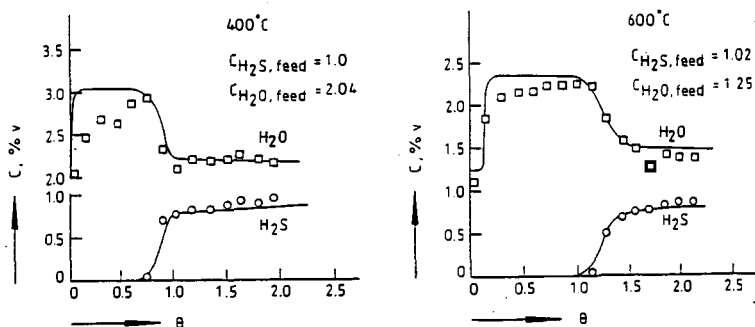 400°C
C_H2S, feed = 1.0
C_H2O, feed = 2.04
3.5
3.0
2.5
2.0
1.0
0.5
0
C, % v
H2O
H2S
0 0.5 1.0 1.5 2.0 2.5
θ
600°C
C_H2S, feed = 1.02
C_H2O, feed = 1.25
2.5
2.0
1.5
1.0
1.0
0.5
0
C, % v
H2O
H2S
0 0.5 1.0 1.5 2.0 2.5
θ